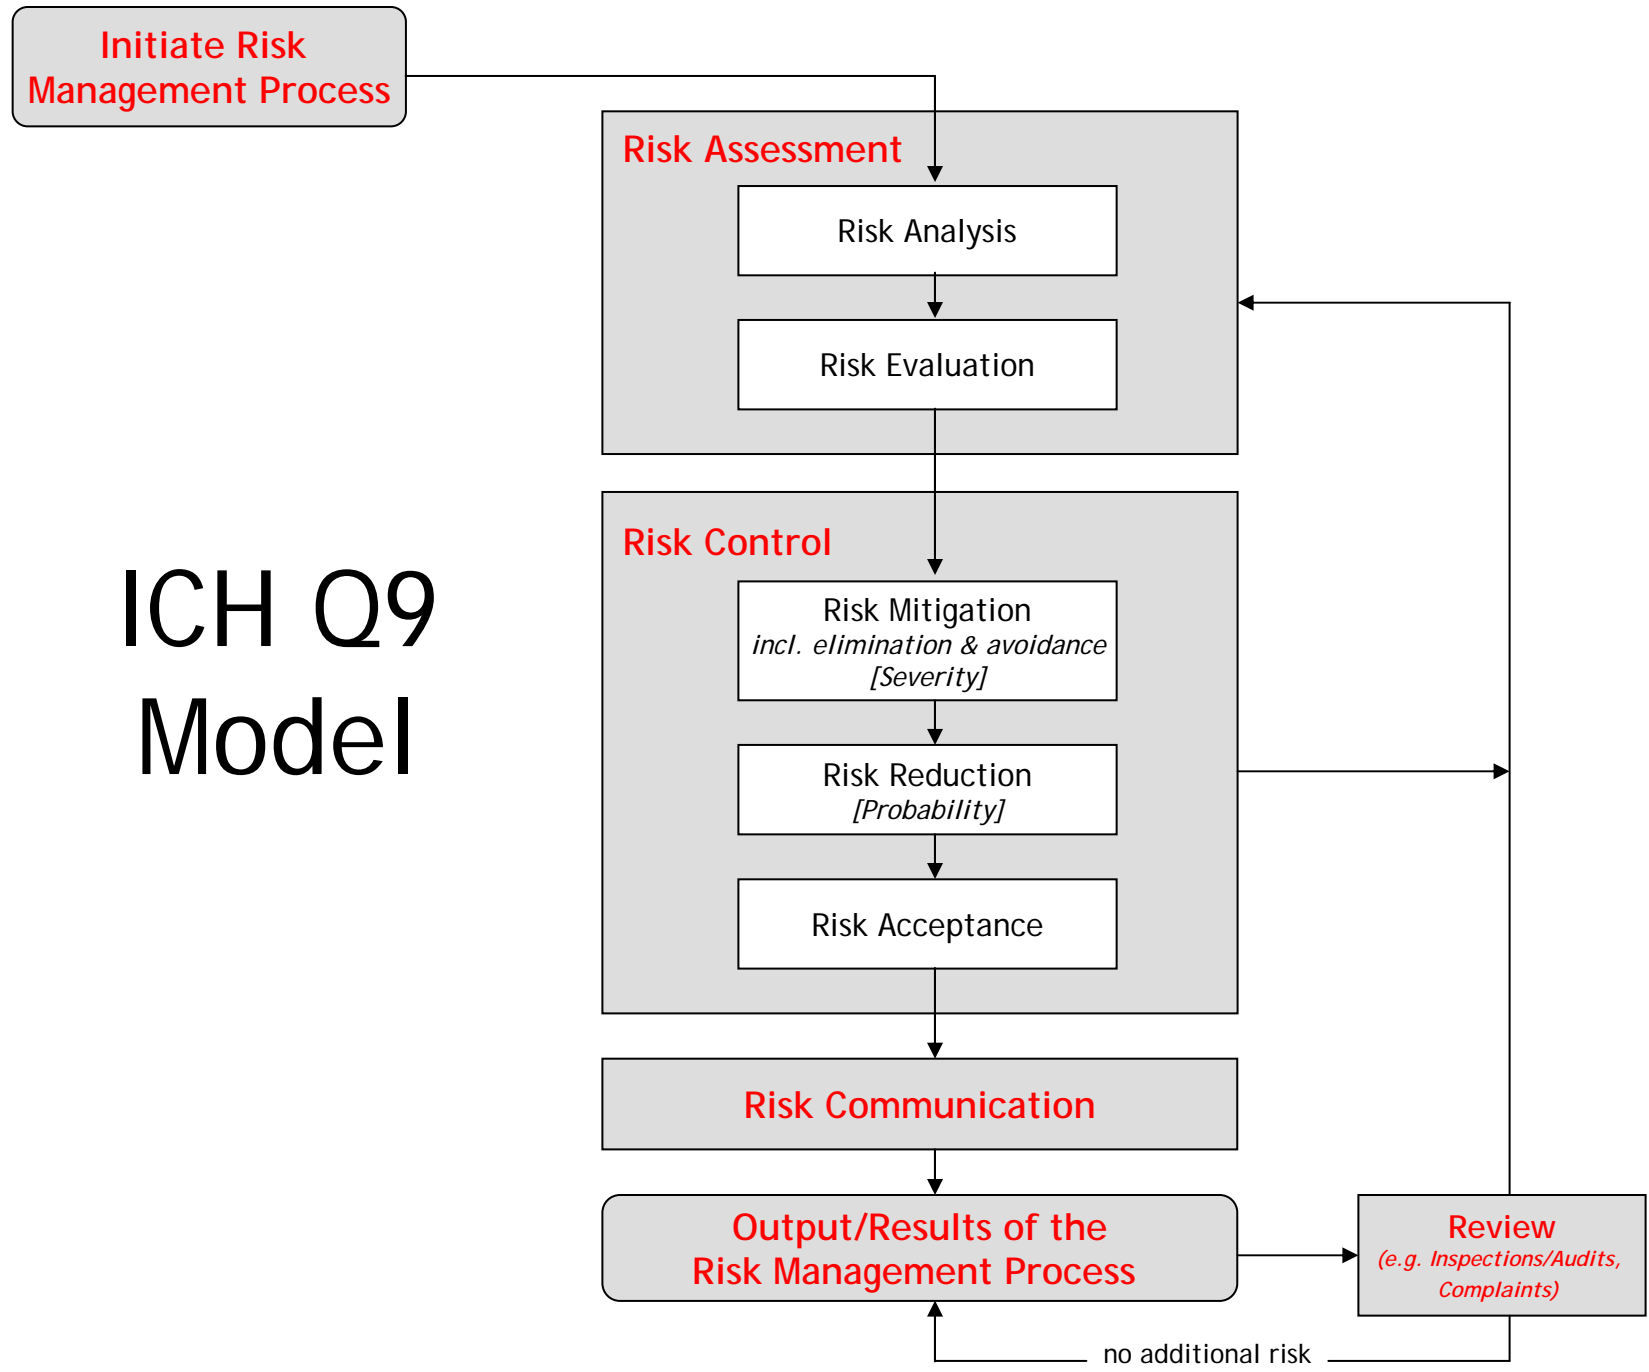 Initiate Risk
Management Process
Risk Assessment
Risk Analysis
Risk Evaluation
ICH Q9
Model
Risk Control
Risk Mitigation
incl. elimination & avoidance
[Severity]
Risk Reduction
[Probability]
Risk Acceptance
Risk Communication
Output/Results of the
Risk Management Process
Review
(e.g. Inspections/Audits,
Complaints)
no additional risk